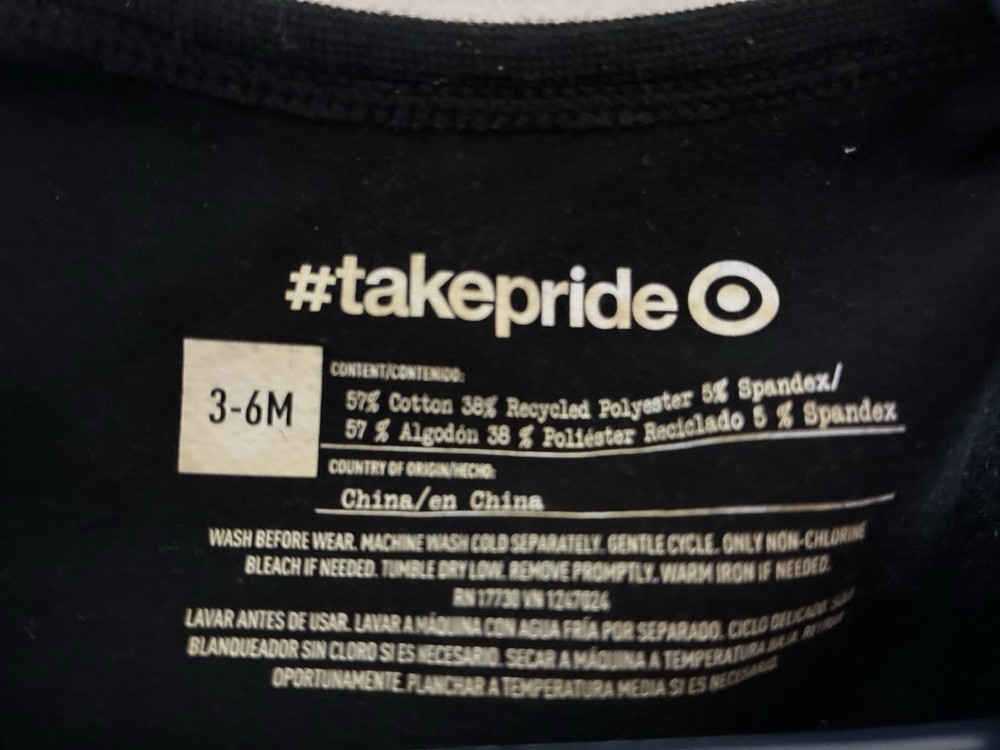 #takepride
3-6M
CONTENT/CONTENIDO:
57% Cotton 38% Recycled Polyester 5% Spandex/
57 % Algodón 38 % Poliéster Reciclado 5 % Spandex
COUNTRY OF ORIGIN/HECHO:
China/en China
WASH BEFORE WEAR. MACHINE WASH COLD SEPARATELY. GENTLE CYCLE. ONLY NON-CHLORINE
BLEACH IF NEEDED. TUMBLE DRY LOW. REMOVE PROMPTLY. WARM IRON IF NEEDED.
RN 17730 VN 1247024
LAVAR ANTES DE USAR. LAVAR A MÁQUINA CON AGUA FRÍA POR SEPARADO. CICLO DELICADO.
BLANQUEADOR SIN CLORO SI ES NECESARIO. SECAR A MÁQUINA A TEMPERATURA BAJA.
OPORTUNAMENTE. PLANCHAR A TEMPERATURA MEDIA SI ES NECESARIO.